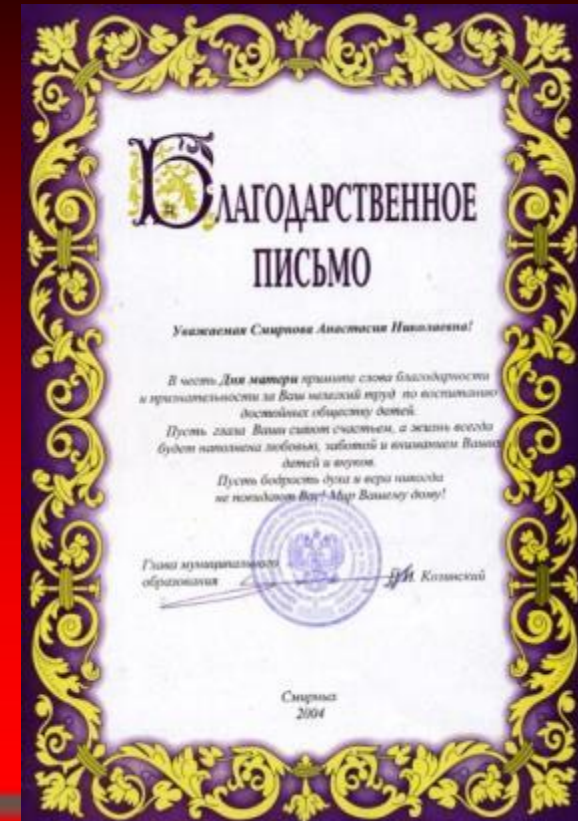 БЛАГОДАРСТВЕННОЕ
ПИСЬМО
Уважаемая Смирнова Анастасия Николаевна!
В честь Дня матери примите слова благодарности
и признательности за Ваш нелегкий труд по воспитанию
достойных обществу детей.
Пусть глаза Ваши сияют счастьем, а жизнь всегда
будет наполнена любовью, заботой и вниманием Ваших
детей и внуков.
Пусть бодрость духа и вера никогда
не покидают Вас! Мир Вашему дому!
Глава муниципального
образования
Козинский
Смирных
2004